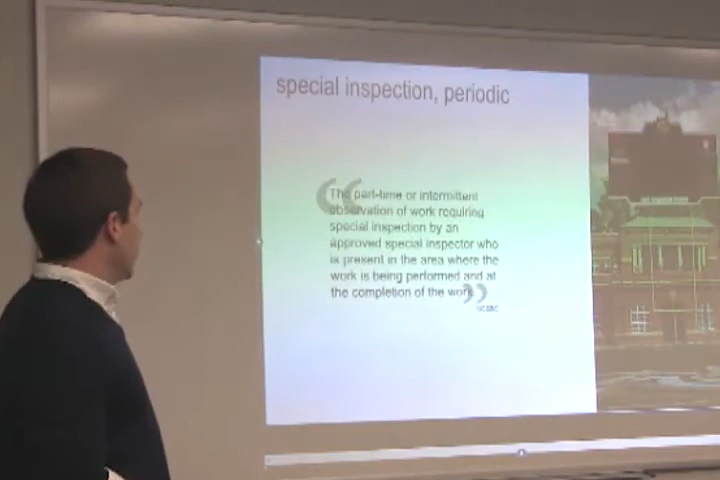 special inspection, periodic
“The part-time or intermittent
observation of work requiring
special inspection by an
approved special inspector who
is present in the area where the
work is being performed and at
the completion of the work”